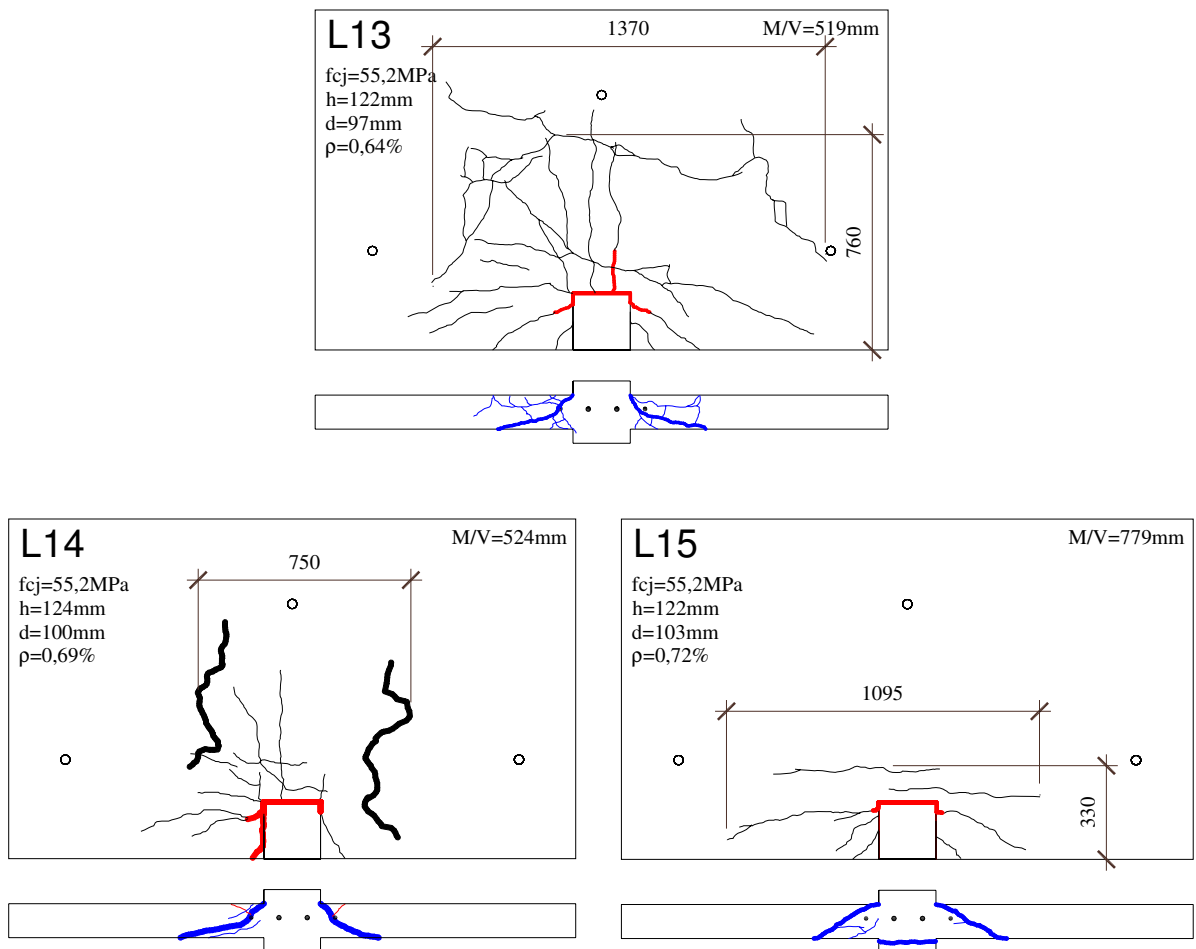 L13
M/V=519mm
1370
fcj=55,2MPa
h=122mm
d=97mm
ρ=0,64%
760
L14
M/V=524mm
750
fcj=55,2MPa
h=124mm
d=100mm
ρ=0,69%
L15
M/V=779mm
fcj=55,2MPa
h=122mm
d=103mm
ρ=0,72%
1095
330